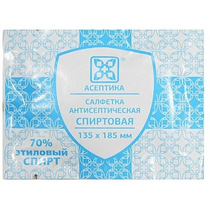 АСЕПТИКА
САЛФЕТКА
АНТИСЕПТИЧЕСКАЯ
СПИРТОВАЯ
135 х 185 мм
70%
ЭТИЛОВЫЙ
СПИРТ